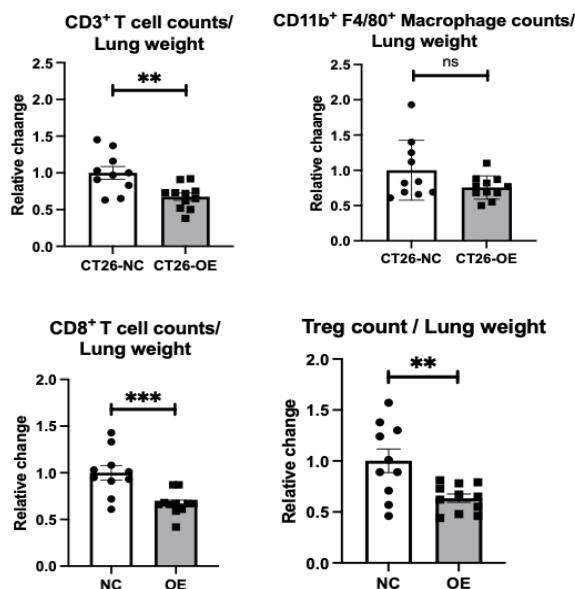 CD3⁺ T cell counts/
Lung weight
**
Relative chaange
2.5
2.0
1.5
1.0
0.5
0.0
CT26-NC CT26-OE
CD11b⁺ F4/80⁺ Macrophage counts/
Lung weight
ns
Relative chaange
2.5
2.0
1.5
1.0
0.5
0.0
CT26-NC CT26-OE
CD8⁺ T cell counts/
Lung weight
***
Relative change
2.0
1.5
1.0
0.5
0.0
NC OE
Treg count / Lung weight
**
Relative change
2.0
1.5
1.0
0.5
0.0
NC OE